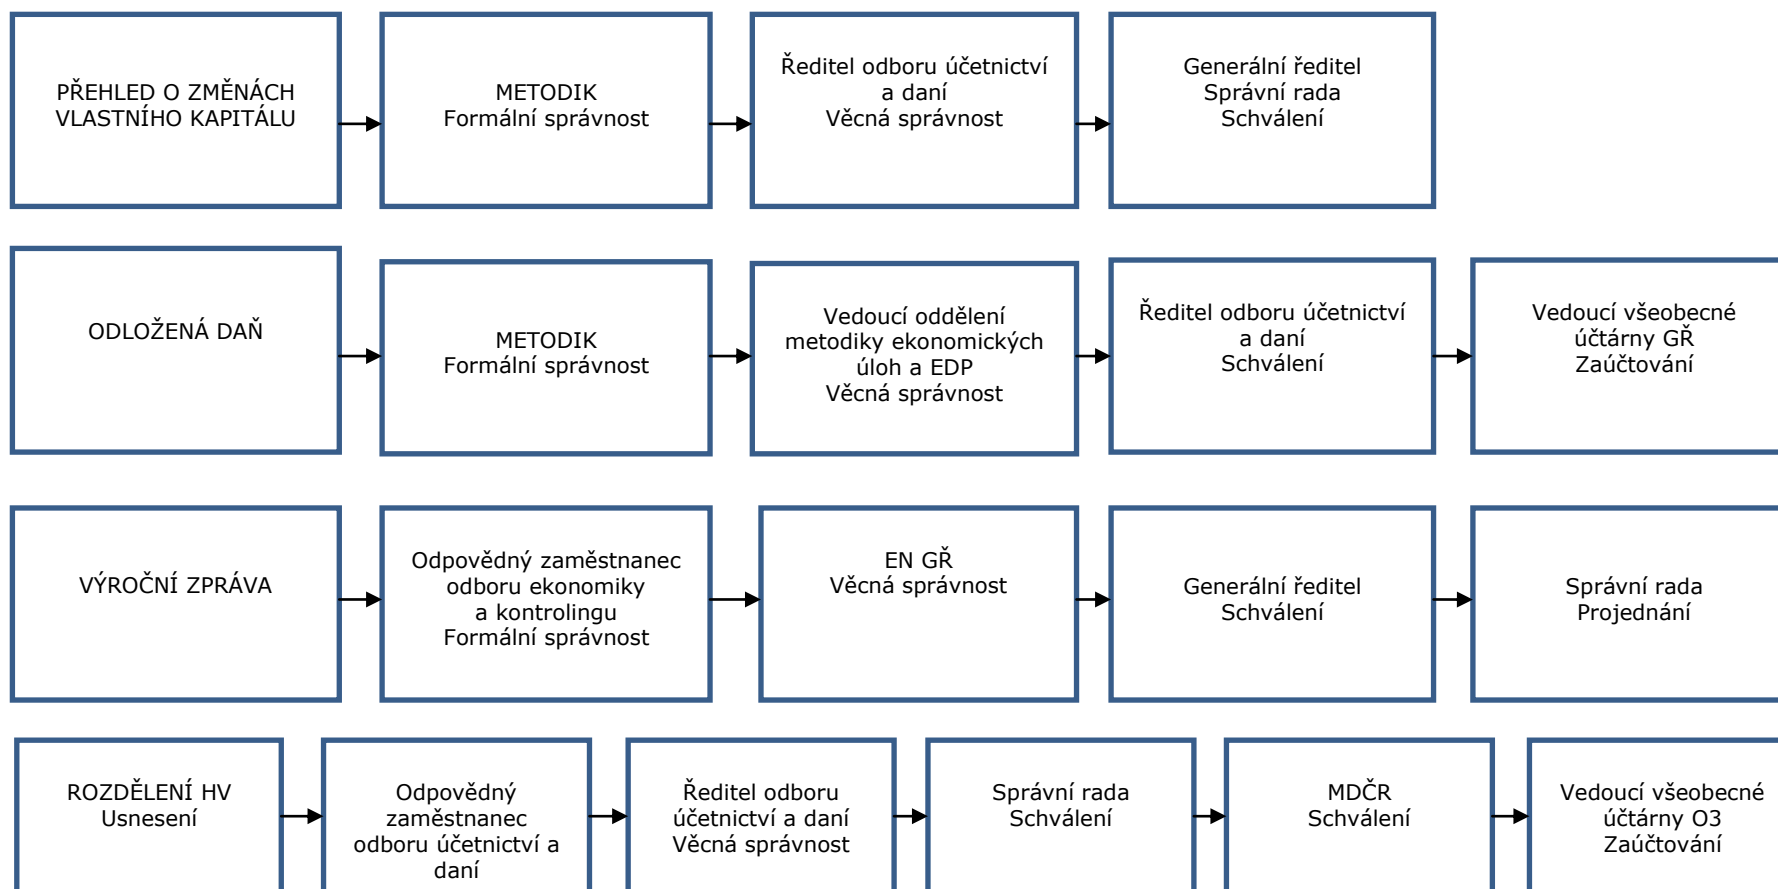 PŘEHLED O ZMĚNÁCH
VLASTNÍHO KAPITÁLU
METODIK
Formální správnost
Ředitel odboru účetnictví
a daní
Věcná správnost
Generální ředitel
Správní rada
Schválení
ODLOŽENÁ DAŇ
METODIK
Formální správnost
Vedoucí oddělení
metodiky ekonomických
úloh a EDP
Věcná správnost
Ředitel odboru účetnictví
a daní
Schválení
Vedoucí všeobecné
účtárny GŘ
Zaúčtování
VÝROČNÍ ZPRÁVA
Odpovědný zaměstnanec
odboru ekonomiky
a kontrolingu
Formální správnost
EN GŘ
Věcná správnost
Generální ředitel
Schválení
Správní rada
Projednání
ROZDĚLENÍ HV
Usnesení
Odpovědný
zaměstnanec
odboru účetnictví a
daní
Ředitel odboru
účetnictví a daní
Věcná správnost
Správní rada
Schválení
MDČR
Schválení
Vedoucí všeobecné
účtárny O3
Zaúčtování